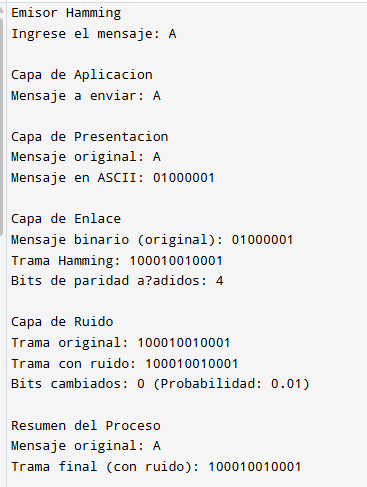 Emisor Hamming
Ingrese el mensaje: A
Capa de Aplicacion
Mensaje a enviar: A
Capa de Presentacion
Mensaje original: A
Mensaje en ASCII: 01000001
Capa de Enlace
Mensaje binario (original): 01000001
Trama Hamming: 100010010001
Bits de paridad a?adidos: 4
Capa de Ruido
Trama original: 100010010001
Trama con ruido: 100010010001
Bits cambiados: 0 (Probabilidad: 0.01)
Resumen del Proceso
Mensaje original: A
Trama final (con ruido): 100010010001